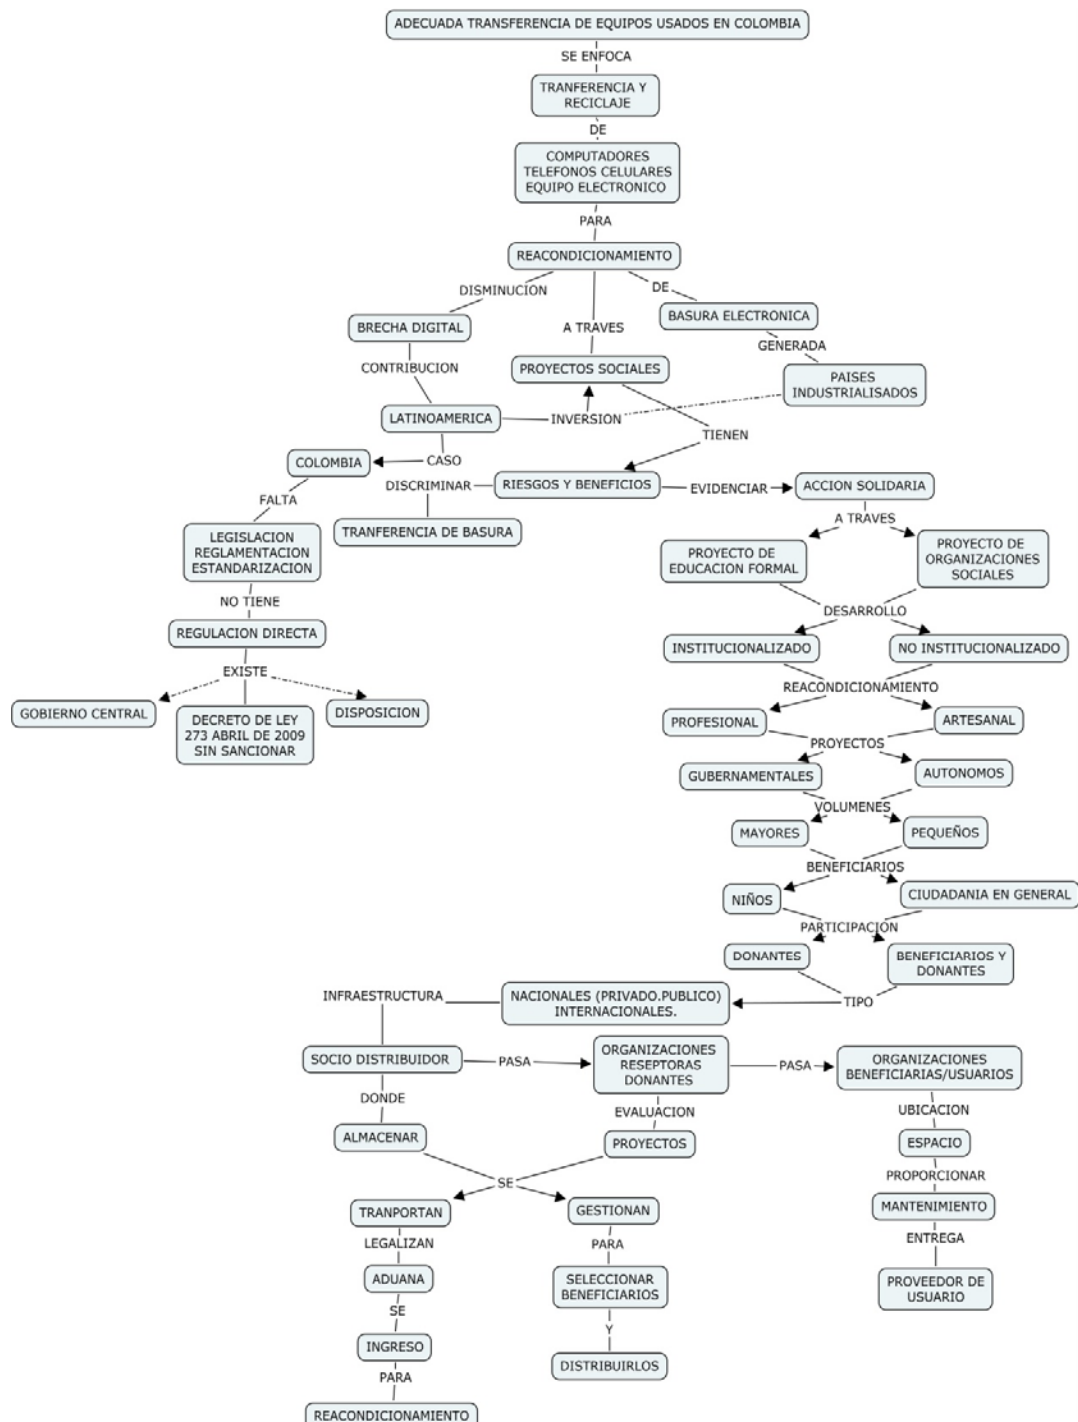 ADECUADA TRANSFERENCIA DE EQUIPOS USADOS EN COLOMBIA
SE ENFOCA
TRANFERENCIA Y
RECICLAJE
DE
COMPUTADORES
TELEFONOS CELULARES
EQUIPO ELECTRONICO
PARA
REACONDICIONAMIENTO
DISMINUCION
DE
BRECHA DIGITAL
A TRAVES
BASURA ELECTRONICA
GENERADA
CONTRIBUCION
PROYECTOS SOCIALES
PAISES
INDUSTRIALISADOS
LATINOAMERICA
INVERSION
TIENEN
COLOMBIA
CASO
DISCRIMINAR
RIESGOS Y BENEFICIOS
EVIDENCIAR
ACCION SOLIDARIA
FALTA
TRANFERENCIA DE BASURA
A TRAVES
LEGISLACION
REGLAMENTACION
ESTANDARIZACION
PROYECTO DE
EDUCACION FORMAL
PROYECTO DE
ORGANIZACIONES
SOCIALES
NO TIENE
DESARROLLO
REGULACION DIRECTA
INSTITUCIONALIZADO
NO INSTITUCIONALIZADO
EXISTE
REACONDICIONAMIENTO
GOBIERNO CENTRAL
DECRETO DE LEY
273 ABRIL DE 2009
SIN SANCIONAR
DISPOSICION
PROFESIONAL
ARTESANAL
PROYECTOS
GUBERNAMENTALES
AUTONOMOS
VOLUMENES
MAYORES
PEQUEÑOS
BENEFICIARIOS
NIÑOS
CIUDADANIA EN GENERAL
PARTICIPACION
DONANTES
BENEFICIARIOS Y
DONANTES
INFRAESTRUCTURA
NACIONALES (PRIVADO.PUBLICO)
INTERNACIONALES.
TIPO
SOCIO DISTRIBUIDOR
PASA
ORGANIZACIONES
RESEPTORAS
DONANTES
PASA
ORGANIZACIONES
BENEFICIARIAS/USUARIOS
DONDE
EVALUACION
UBICACION
ALMACENAR
PROYECTOS
ESPACIO
SE
PROPORCIONAR
TRANPORTAN
GESTIONAN
MANTENIMIENTO
LEGALIZAN
PARA
ENTREGA
ADUANA
SELECCIONAR
BENEFICIARIOS
PROVEEDOR DE
USUARIO
SE
Y
INGRESO
DISTRIBUIRLOS
PARA
REACONDICIONAMIENTO